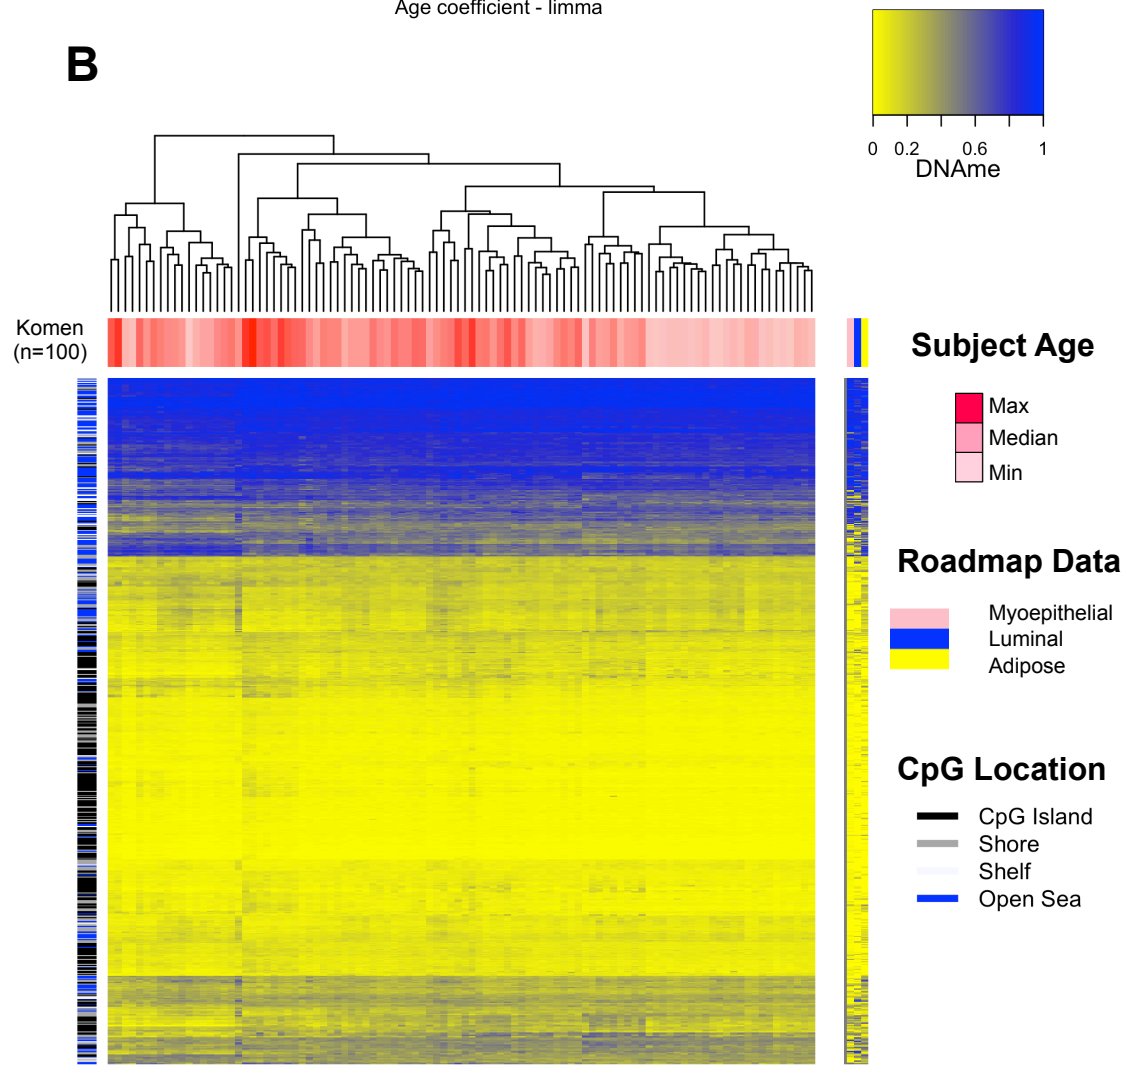 Age coefficient - limma
B
0 0.2 0.6 1
DNAme
Komen
(n=100)
Subject Age
Max
Median
Min
Roadmap Data
Myoepithelial
Luminal
Adipose
CpG Location
CpG Island
Shore
Shelf
Open Sea